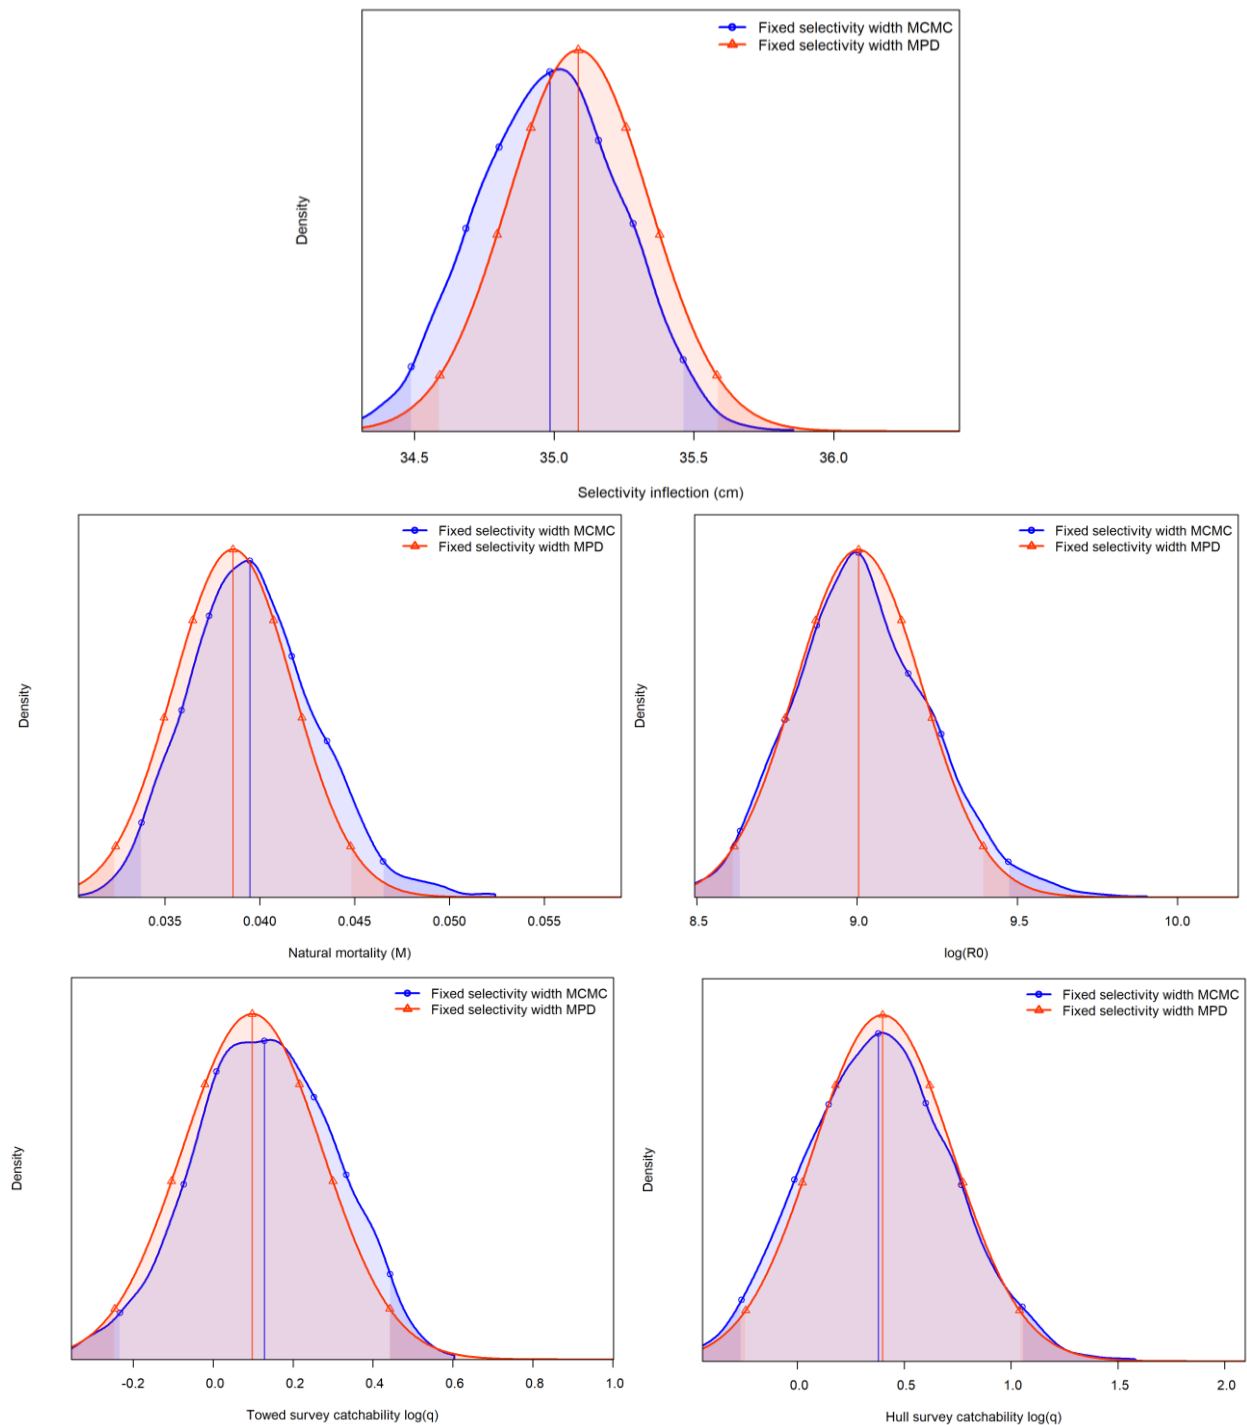 Fixed selectivity width MCMC
Fixed selectivity width MPD
Density
34.5 35.0 35.5 36.0
Selectivity inflection (cm)
Fixed selectivity width MCMC
Fixed selectivity width MPD
Density
0.035 0.040 0.045 0.050 0.055
Natural mortality (M)
Fixed selectivity width MCMC
Fixed selectivity width MPD
Density
8.5 9.0 9.5 10.0
log(R0)
Fixed selectivity width MCMC
Fixed selectivity width MPD
Density
-0.2 0.0 0.2 0.4 0.6 0.8 1.0
Towed survey catchability log(q)
Fixed selectivity width MCMC
Fixed selectivity width MPD
Density
0.0 0.5 1.0 1.5 2.0
Hull survey catchability log(q)